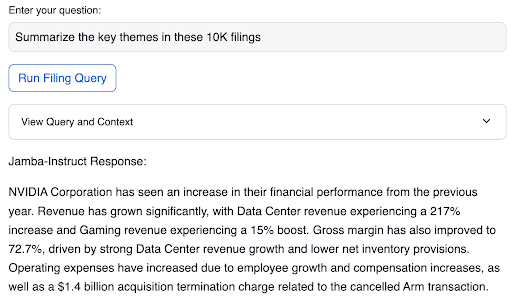 Enter your question:
Summarize the key themes in these 10K filings
Run Filing Query
View Query and Context
Jamba-Instruct Response:
NVIDIA Corporation has seen an increase in their financial performance from the previous
year. Revenue has grown significantly, with Data Center revenue experiencing a 217%
increase and Gaming revenue experiencing a 15% boost. Gross margin has also improved to
72.7%, driven by strong Data Center revenue growth and lower net inventory provisions.
Operating expenses have increased due to employee growth and compensation increases, as
well as a $1.4 billion acquisition termination charge related to the cancelled Arm transaction.